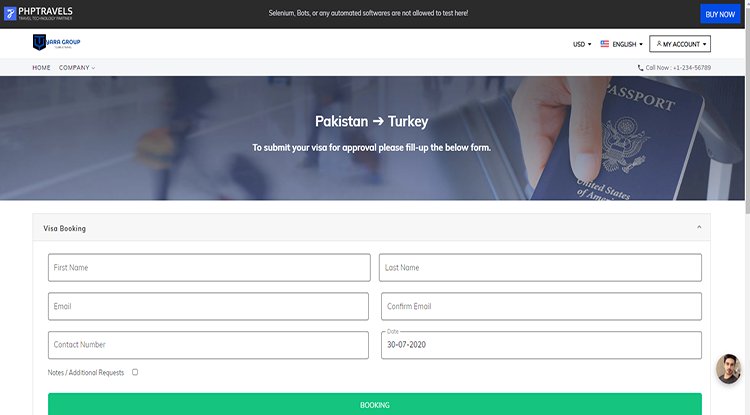 PHPTRAVELS
TRAVEL TECHNOLOGY PARTNER
Selenium, Bots, or any automated softwares are not allowed to test here!
BUY NOW
YARA GROUP
USD
ENGLISH
MY ACCOUNT
HOME
COMPANY
Call Now : +1-234-56789
Pakistan ➔ Turkey
To submit your visa for approval please fill-up the below form.
PASSPORT
United States
of America
Visa Booking
First Name
Last Name
Email
Confirm Email
Contact Number
Date
30-07-2020
Notes / Additional Requests
BOOKING